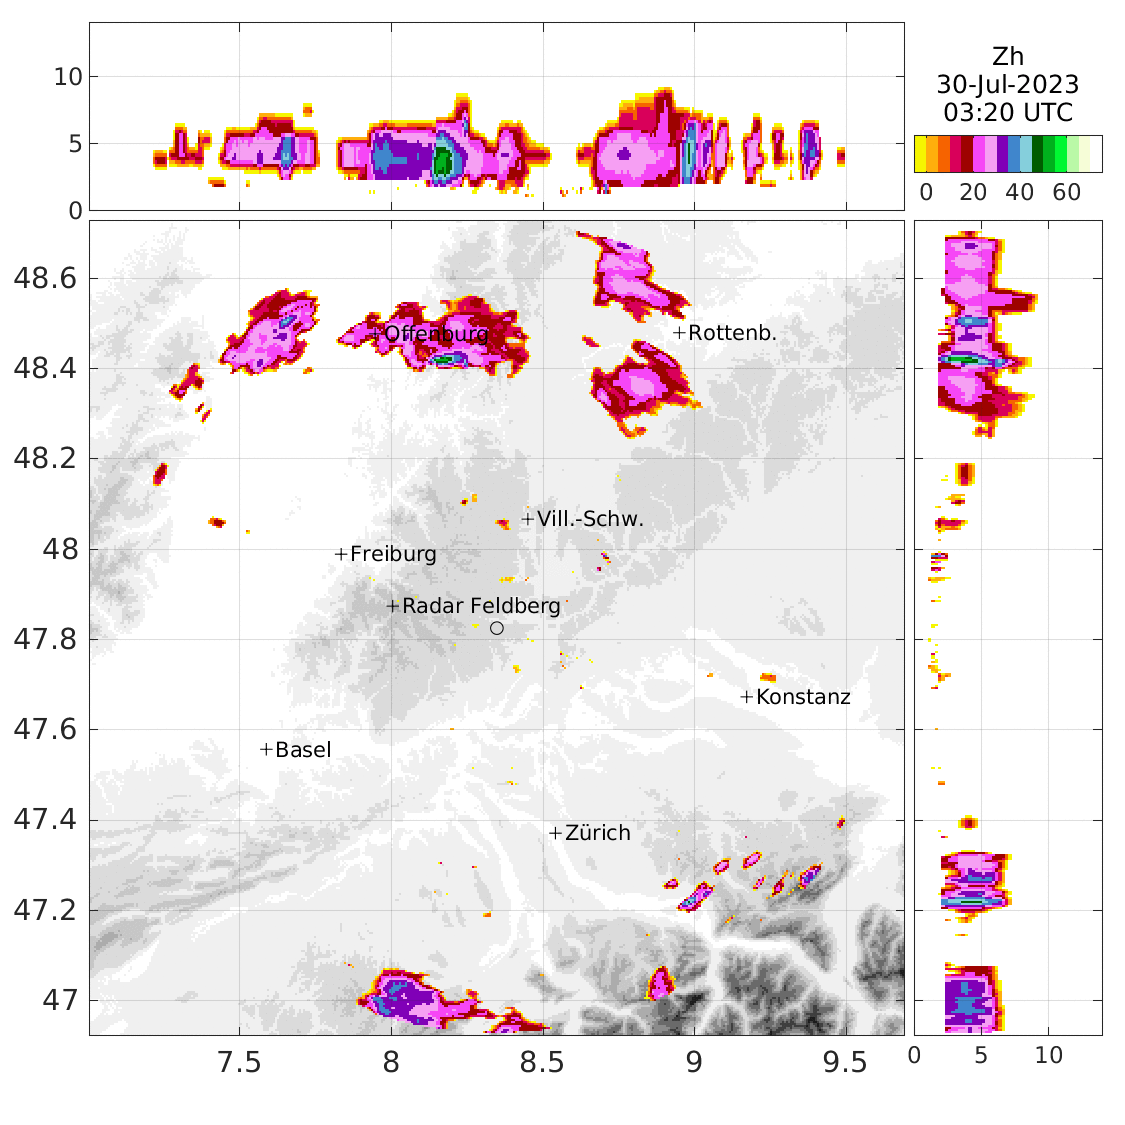 Zh
30-Jul-2023
03:20 UTC
0 20 40 60
10
5
0
48.6
48.4
48.2
48
47.8
47.6
47.4
47.2
47
Offenburg
Rottenb.
Vill.-Schw.
Freiburg
Radar Feldberg
Konstanz
Basel
Zürich
7.5 8 8.5 9 9.5
0 5 10